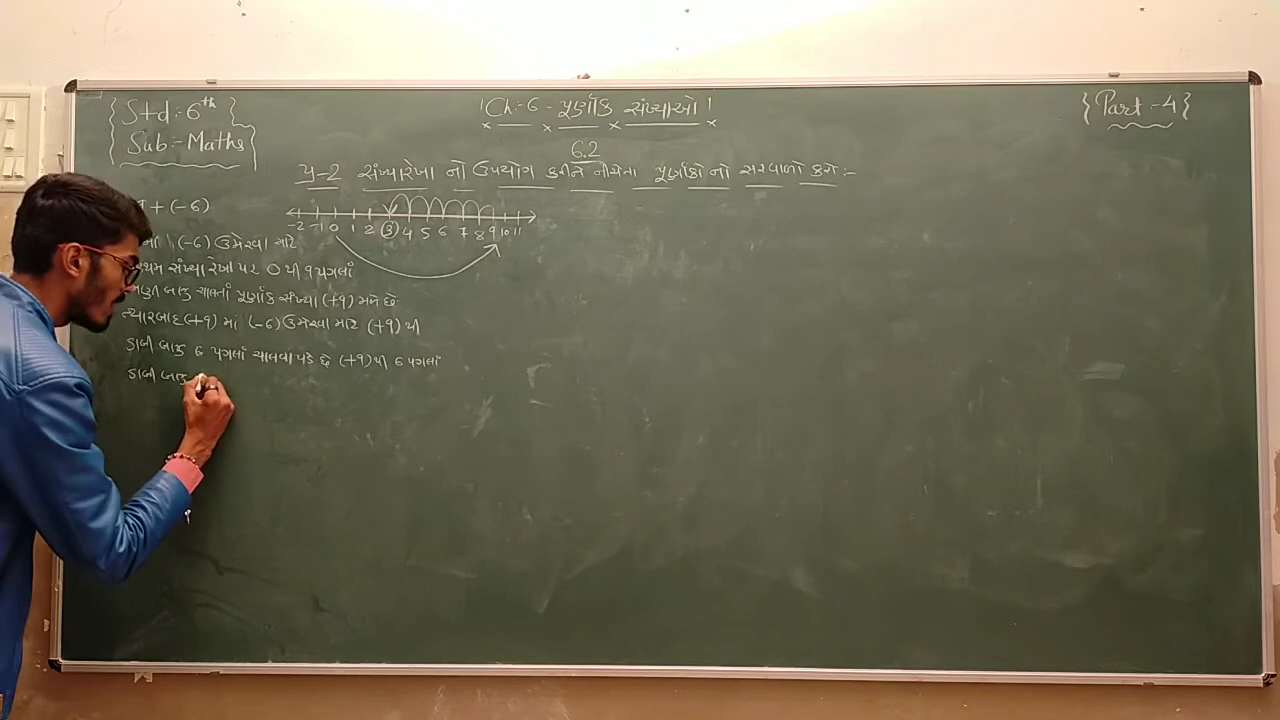 Std :- 6th
Sub :- Maths
Ch :- 6 - પૂર્ણાંક સંખ્યાઓ
Part - 4
6.2
પ્ર-2 સંખ્યારેખા નો ઉપયોગ કરીને નીચેના પૂર્ણાંકો નો સરવાળો કરો :-
+ (-6)
-2 -1 0 1 2 3 4 5 6 7 8 9 10 11
(-6) ઉમેરવા માટે
સંખ્યા રેખા પર 0 થી 9 પગલાં
બાજુ ચાલતાં પૂર્ણાંક સંખ્યા (+9) મળે છે
ત્યારબાદ (+9) માં (-6) ઉમેરવા માટે (+9) થી
ડાબી બાજુ 6 પગલાં ચાલવા પડે છે (+9) થી 6 પગલાં
ડાબી બાજુ